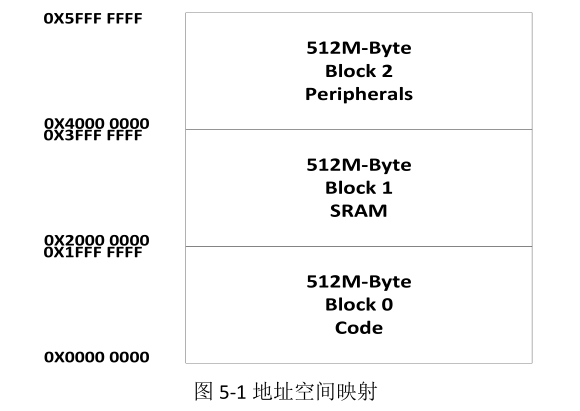 0X5FFF FFFF
512M-Byte
Block 2
Peripherals
0X4000 0000
0X3FFF FFFF
512M-Byte
Block 1
SRAM
0X2000 0000
0X1FFF FFFF
512M-Byte
Block 0
Code
0X0000 0000
图 5-1 地址空间映射